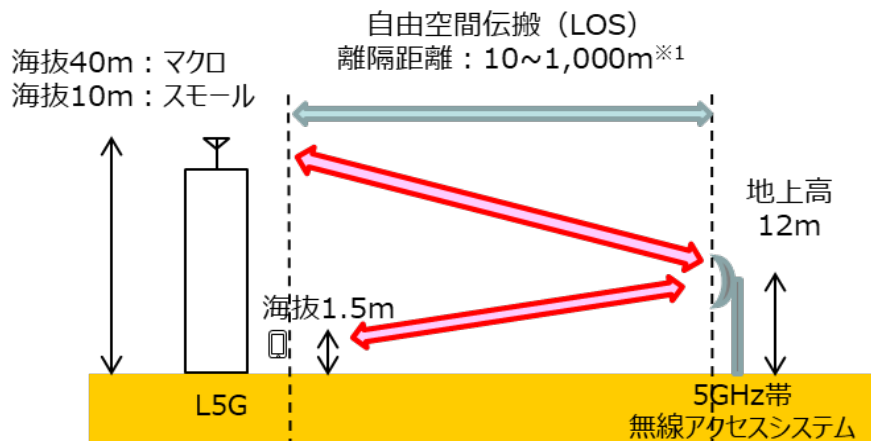 自由空間伝搬（LOS）
離隔距離：10~1,000m※1
海抜40m：マクロ
海抜10m：スモール
地上高
12m
海抜1.5m
L5G
5GHz帯
無線アクセスシステム